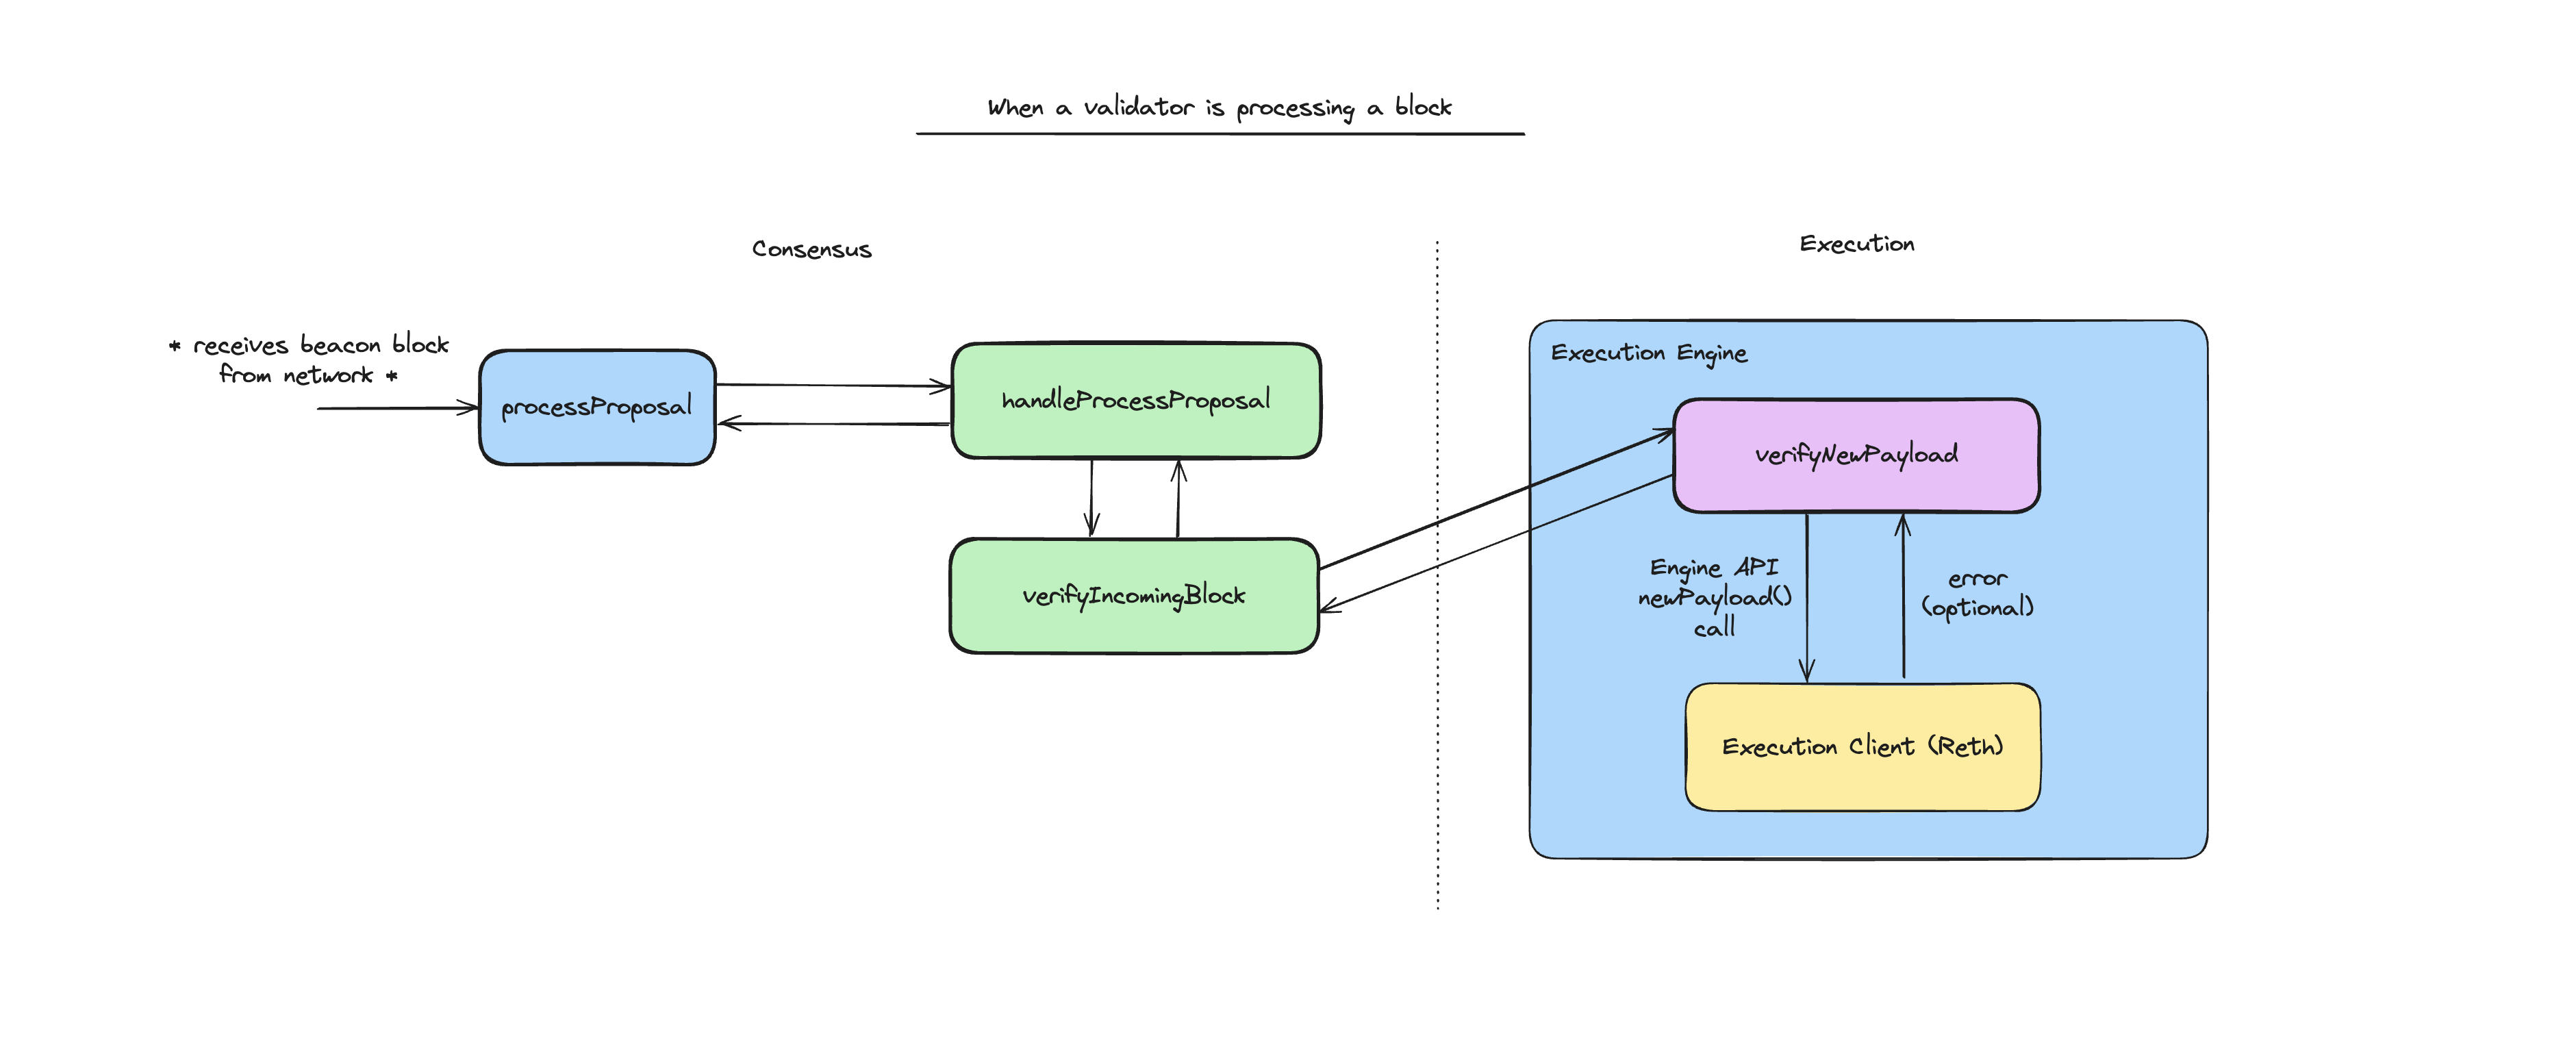 When a validator is processing a block
Consensus
Execution
* receives beacon block
from network *
processProposal
handleProcessProposal
verifyIncomingBlock
Execution Engine
verifyNewPayload
Engine API
newPayload()
call
error
(optional)
Execution Client (Reth)